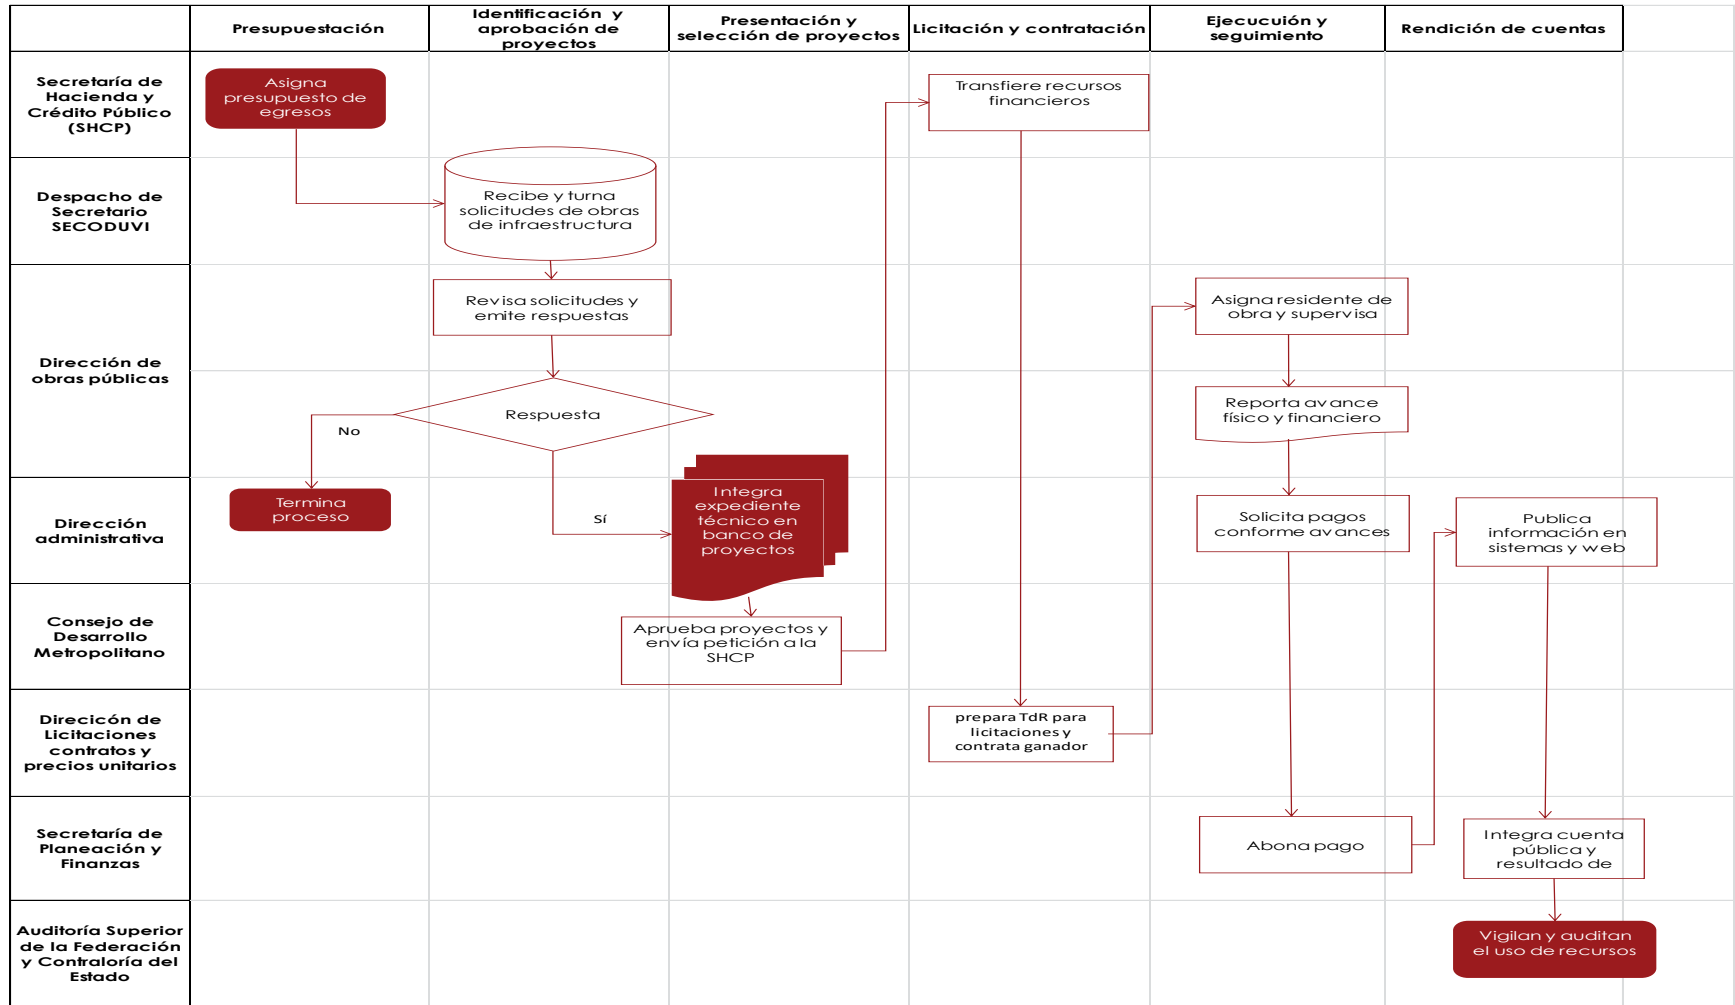 Presupuestación
Identificación y
aprobación de
proyectos
Presentación y
selección de proyectos
Licitación y contratación
Ejecucuión y
seguimiento
Rendición de cuentas
Secretaría de
Hacienda y
Crédito Público
(SHCP)
Asigna
presupuesto de
egresos
Transfiere recursos
financieros
Despacho de
Secretario
SECODUVI
Recibe y turna
solicitudes de obras
de infraestructura
Dirección de
obras públicas
Revisa solicitudes y
emite respuestas
Asigna residente de
obra y supervisa
Respuesta
No
Sí
Reporta avance
físico y financiero
Dirección
administrativa
Termina
proceso
Integra
expediente
técnico en
banco de
proyectos
Solicita pagos
conforme avances
Publica
información en
sistemas y web
Consejo de
Desarrollo
Metropolitano
Aprueba proyectos y
envía petición a la
SHCP
Direcicón de
Licitaciones
contratos y
precios unitarios
prepara TdR para
licitaciones y
contrata ganador
Secretaría de
Planeación y
Finanzas
Abona pago
Integra cuenta
pública y
resultado de
Auditoría Superior
de la Federación
y Contraloría del
Estado
Vigilan y auditan
el uso de recursos